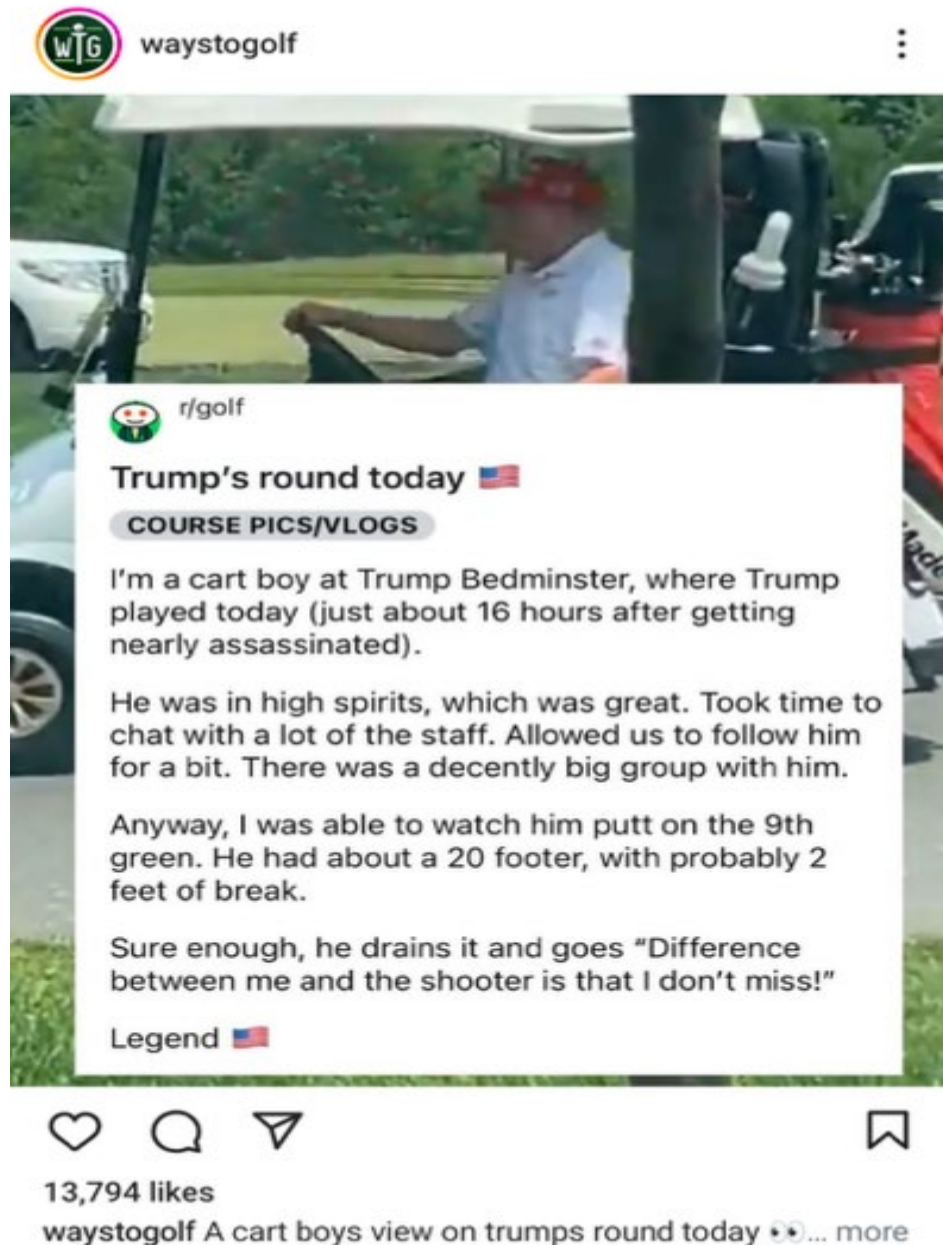 WTG
waystogolf
r/golf
Trump's round today 🇺🇸
COURSE PICS/VLOGS
I'm a cart boy at Trump Bedminster, where Trump
played today (just about 16 hours after getting
nearly assassinated).
He was in high spirits, which was great. Took time to
chat with a lot of the staff. Allowed us to follow him
for a bit. There was a decently big group with him.
Anyway, I was able to watch him putt on the 9th
green. He had about a 20 footer, with probably 2
feet of break.
Sure enough, he drains it and goes “Difference
between me and the shooter is that I don't miss!”
Legend 🇺🇸
13,794 likes
waystogolf A cart boys view on trumps round today 👀... more